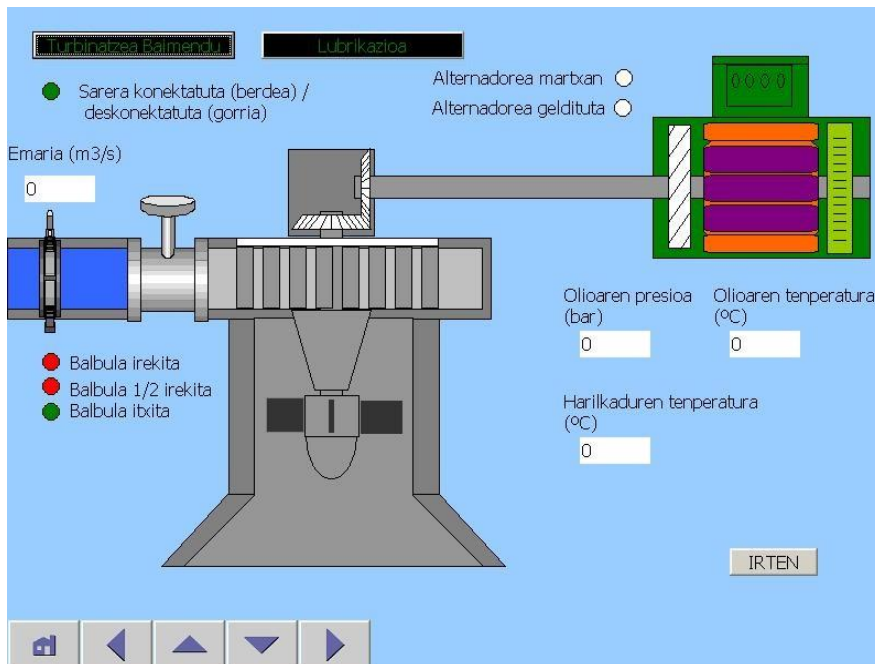 Turbinatzea Baimendu
Lubrikazioa
Sarera konektatuta (berdea) /
deskonektatuta (gorria)
Alternadorea martxan
Alternadorea geldituta
0000
Emaria (m3/s)
0
Olioaren presioa
(bar)
0
Olioaren tenperatura
(ºC)
0
Balbula irekita
Balbula 1/2 irekita
Balbula itxita
Harilkaduren tenperatura
(ºC)
0
IRTEN